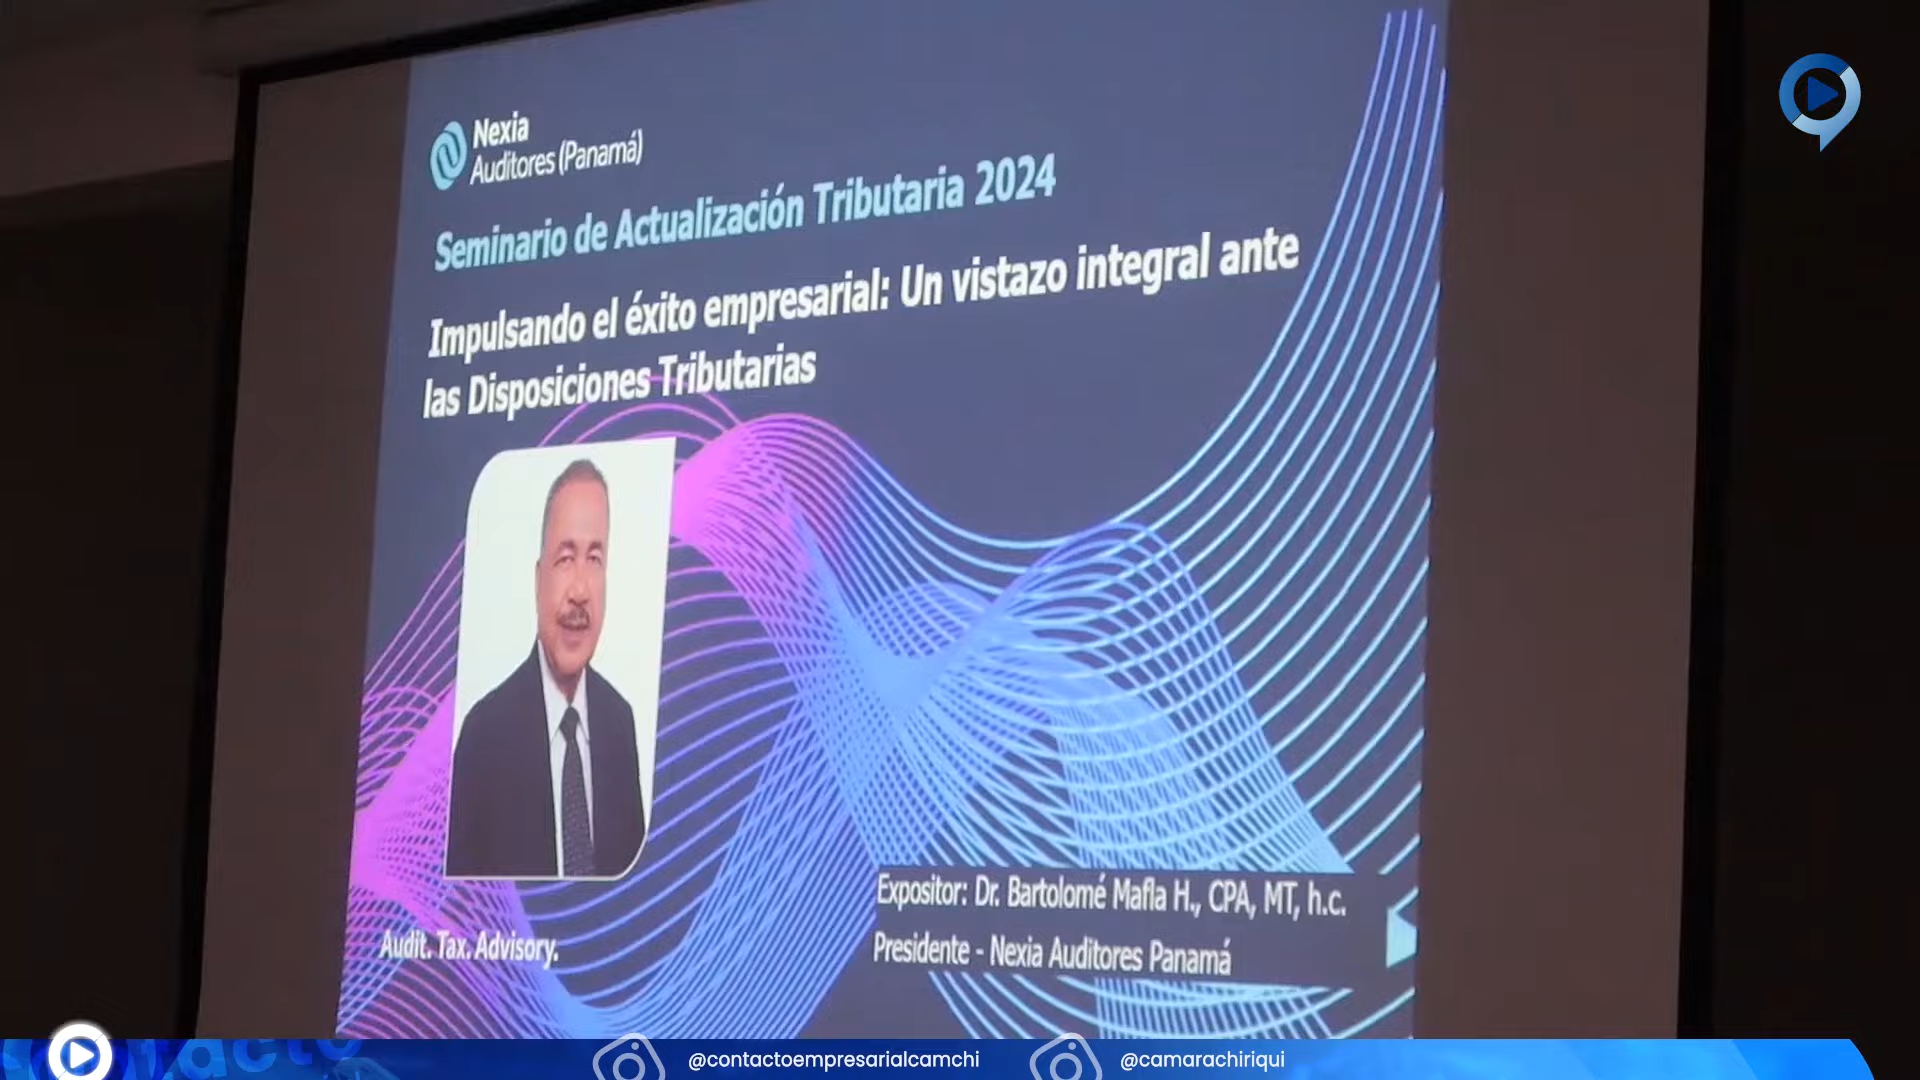 Nexia
Auditores (Panamá)
Seminario de Actualización Tributaria 2024
Impulsando el éxito empresarial: Un vistazo integral ante
las Disposiciones Tributarias
Expositor: Dr. Bartolomé Mafla H., CPA, MT, h.c.
Audit. Tax. Advisory.
Presidente - Nexia Auditores Panamá
@contactoempresarialcamchi
@camarachiriqui